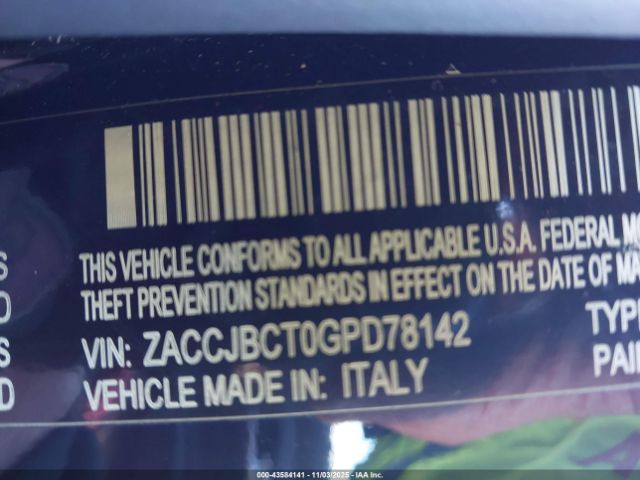 THIS VEHICLE CONFORMS TO ALL APPLICABLE U.S.A. FEDERAL MO
S THEFT PREVENTION STANDARDS IN EFFECT ON THE DATE OF MA
D
S VIN: ZACCJBCT0GPD78142 TYPE
D VEHICLE MADE IN: ITALY PAI
000-43584141 - 11/03/2025 - IAA Inc.